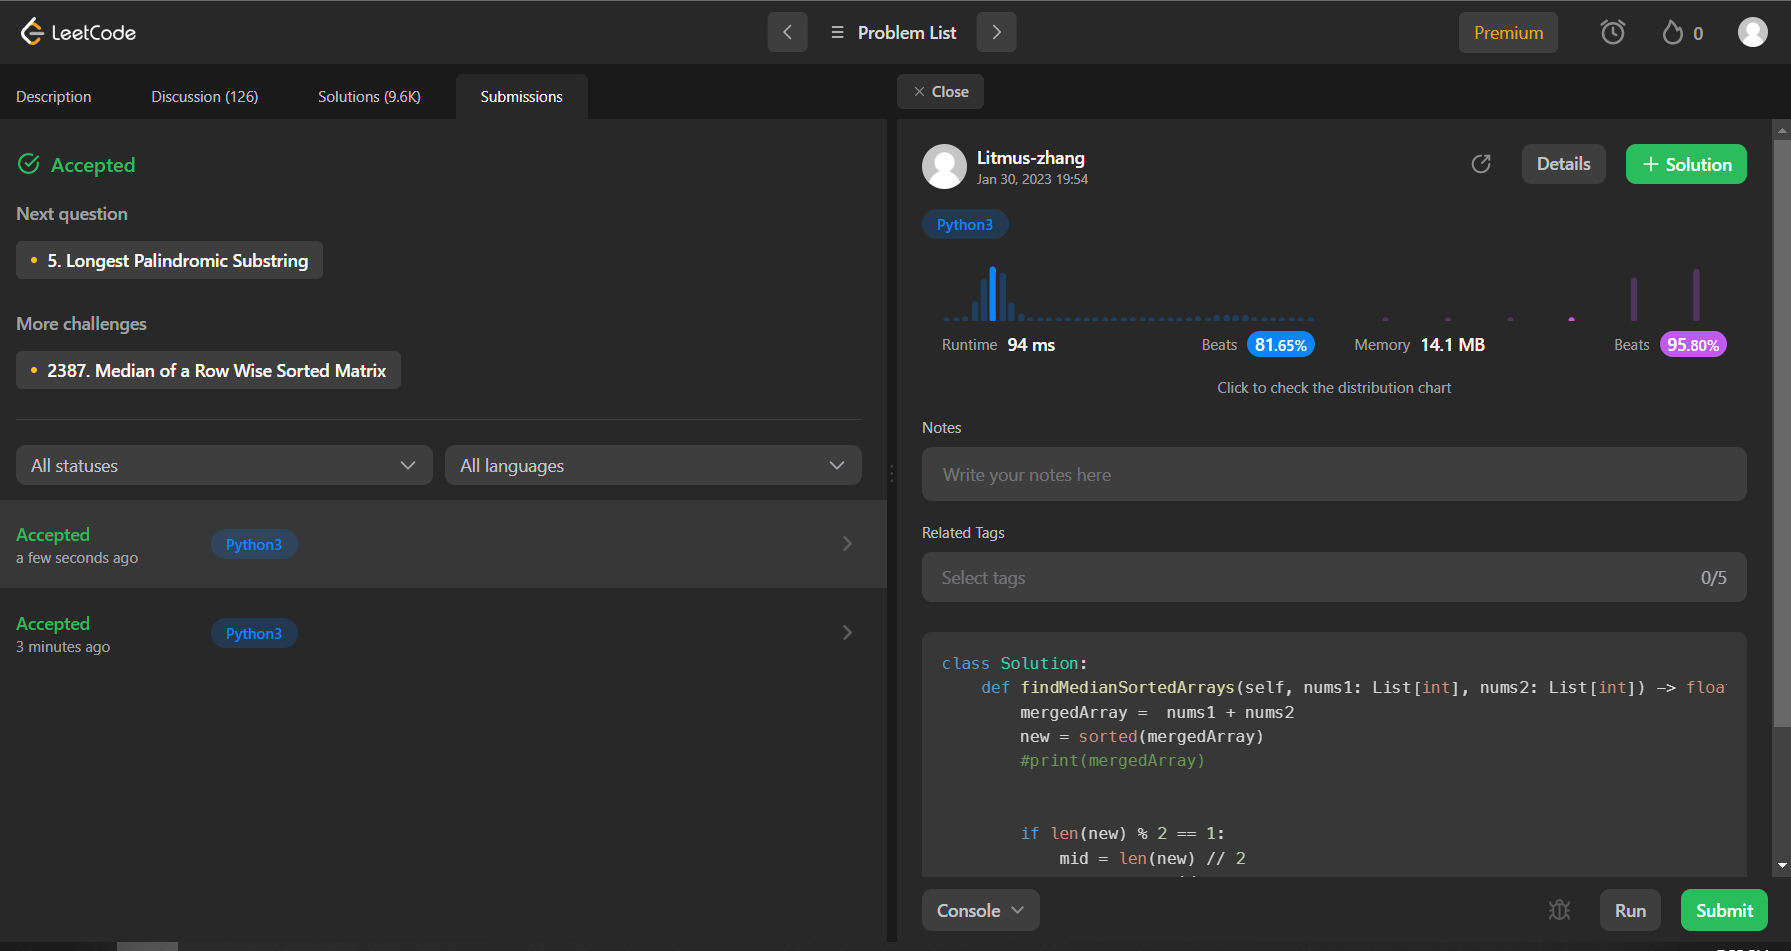 LeetCode
Problem List
Premium
0
Description
Discussion (126)
Solutions (9.6K)
Submissions
Close
Accepted
Next question
5. Longest Palindromic Substring
More challenges
2387. Median of a Row Wise Sorted Matrix
All statuses
All languages
Accepted
a few seconds ago
Python3
Accepted
3 minutes ago
Python3
Litmus-zhang
Jan 30, 2023 19:54
Details
+ Solution
Python3
Runtime 94 ms
Beats 81.65%
Memory 14.1 MB
Beats 95.80%
Click to check the distribution chart
Notes
Write your notes here
Related Tags
Select tags
0/5
class Solution:
    def findMedianSortedArrays(self, nums1: List[int], nums2: List[int]) -> floa
        mergedArray =  nums1 + nums2
        new = sorted(mergedArray)
        #print(mergedArray)
        if len(new) % 2 == 1:
            mid = len(new) // 2
Console
Run
Submit